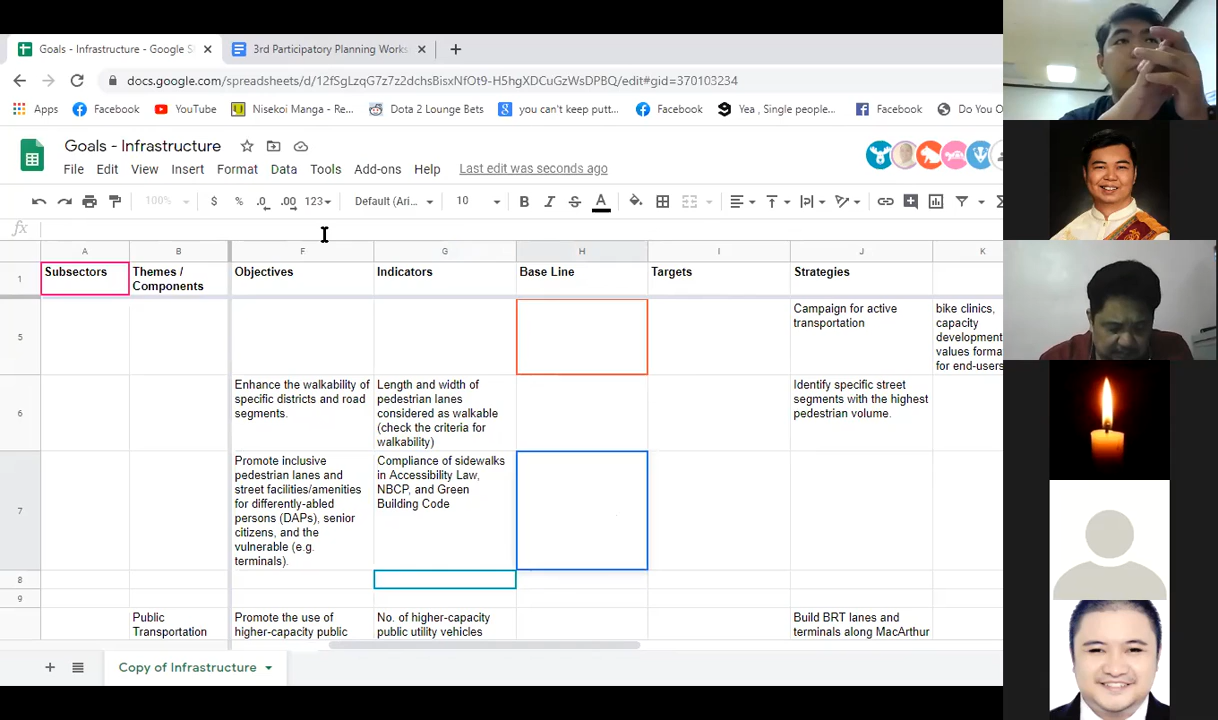 Goals - Infrastructure - Google S
3rd Participatory Planning Works
docs.google.com/spreadsheets/d/12fSgLzqG7z7z2dchsBisxNfOt9-H5hgXDCuGzWsDPBQ/edit#gid=370103234
Apps Facebook YouTube Nisekoi Manga - Re... Dota 2 Lounge Bets you can't keep putt... Facebook Yea , Single people... Facebook Do You O
Goals - Infrastructure
File Edit View Insert Format Data Tools Add-ons Help Last edit was seconds ago
100% $ % .0 .00 123 Default (Ari... 10 B I S A
fx
A B F G H I J K
1 Subsectors Themes / Components Objectives Indicators Base Line Targets Strategies
5
Campaign for active
transportation
bike clinics,
capacity
development
values forma
for end-users
6
Enhance the walkability of
specific districts and road
segments.
Length and width of
pedestrian lanes
considered as walkable
(check the criteria for
walkability)
Identify specific street
segments with the highest
pedestrian volume.
7
Promote inclusive
pedestrian lanes and
street facilities/amenities
for differently-abled
persons (DAPs), senior
citizens, and the
vulnerable (e.g.
terminals).
Compliance of sidewalks
in Accessibility Law,
NBCP, and Green
Building Code
8
9
Public
Transportation
Promote the use of
higher-capacity public
No. of higher-capacity
public utility vehicles
Build BRT lanes and
terminals along MacArthur
Copy of Infrastructure